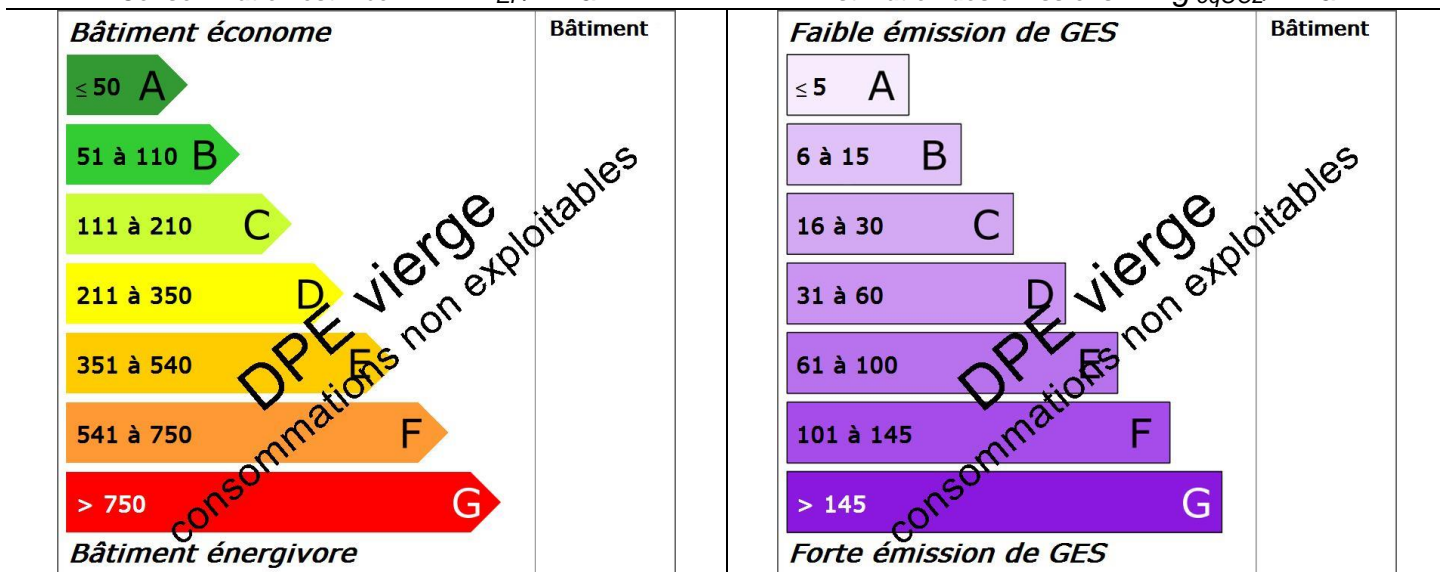 Bâtiment économe
Bâtiment
≤ 50 A
51 à 110 B
111 à 210 C
211 à 350 D
351 à 540 E
541 à 750 F
> 750 G
Bâtiment énergivore
DPE vierge
consommations non exploitables
Faible émission de GES
Bâtiment
≤ 5 A
6 à 15 B
16 à 30 C
31 à 60 D
61 à 100 E
101 à 145 F
> 145 G
Forte émission de GES
DPE vierge
consommations non exploitables